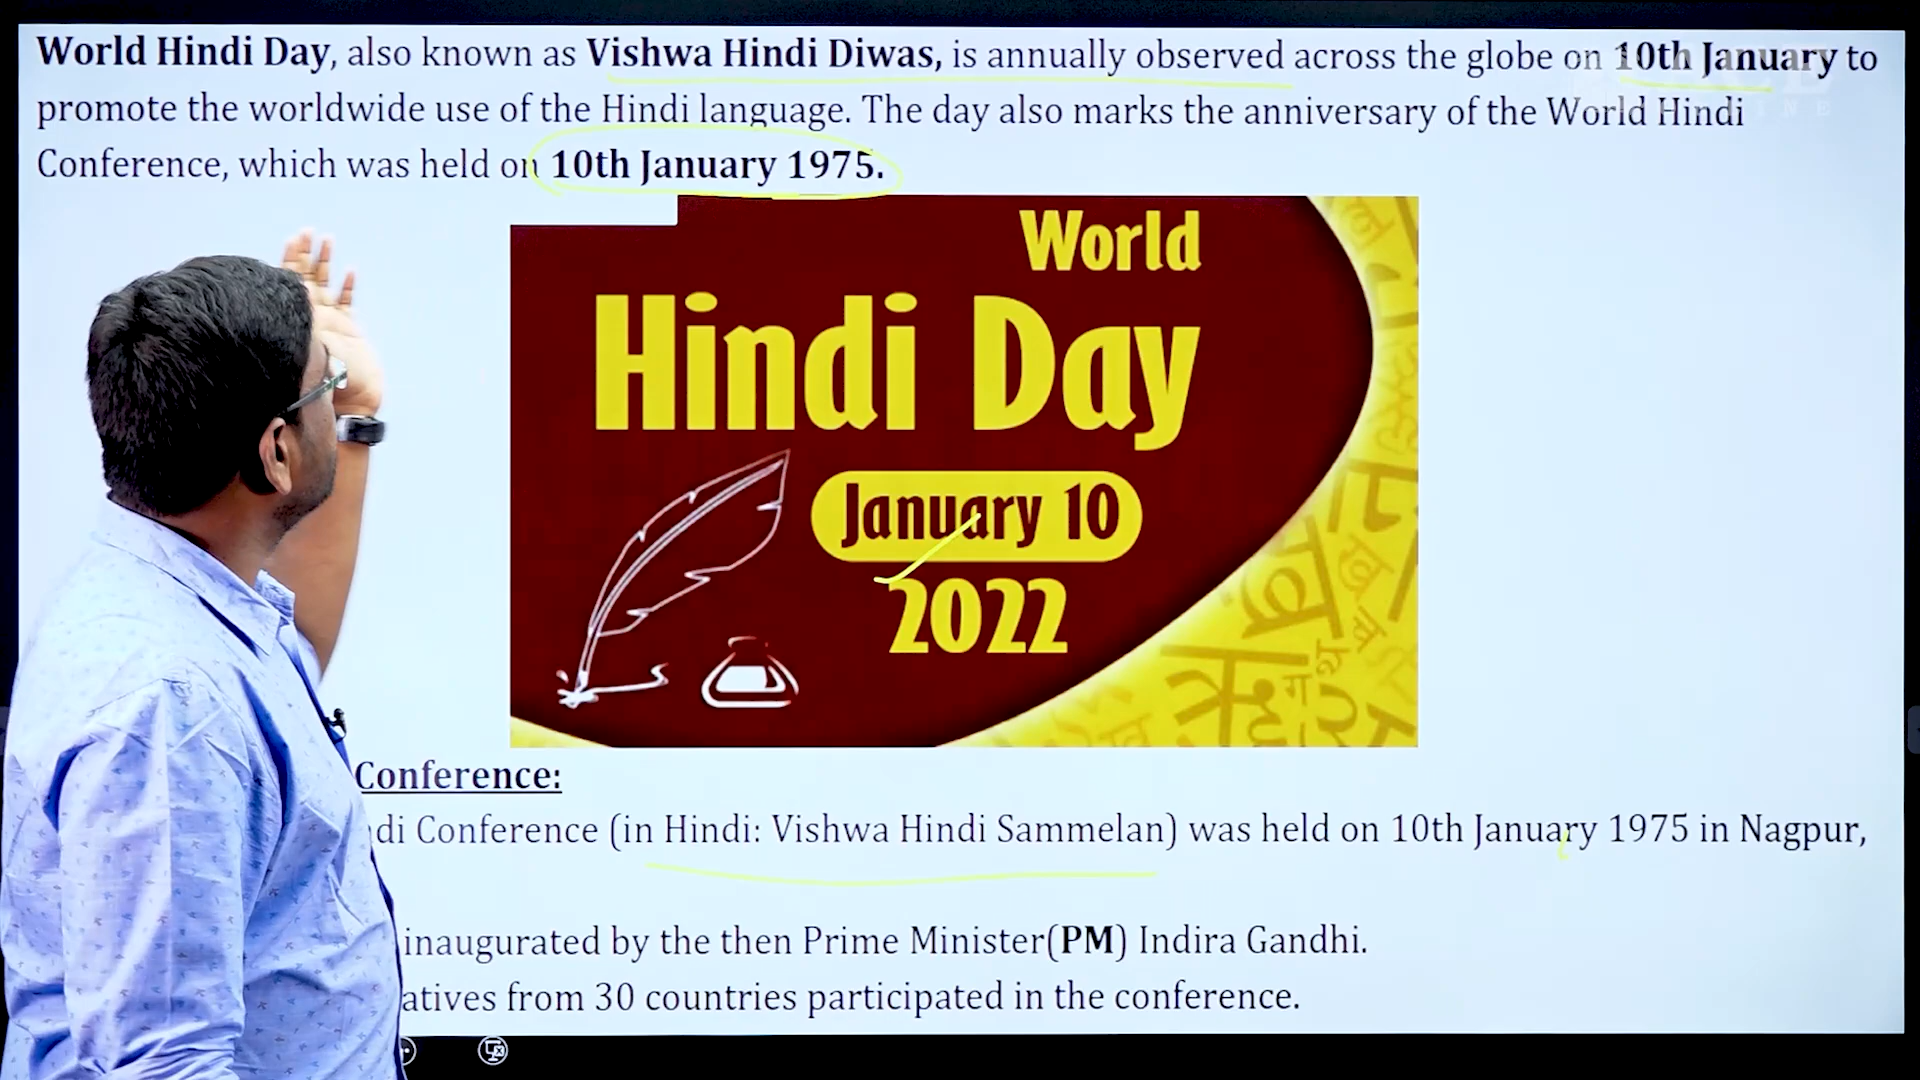 World Hindi Day, also known as Vishwa Hindi Diwas, is annually observed across the globe on 10th January to
promote the worldwide use of the Hindi language. The day also marks the anniversary of the World Hindi
Conference, which was held on 10th January 1975.
World
Hindi Day
January 10
2022
Conference:
di Conference (in Hindi: Vishwa Hindi Sammelan) was held on 10th January 1975 in Nagpur,
inaugurated by the then Prime Minister(PM) Indira Gandhi.
atives from 30 countries participated in the conference.